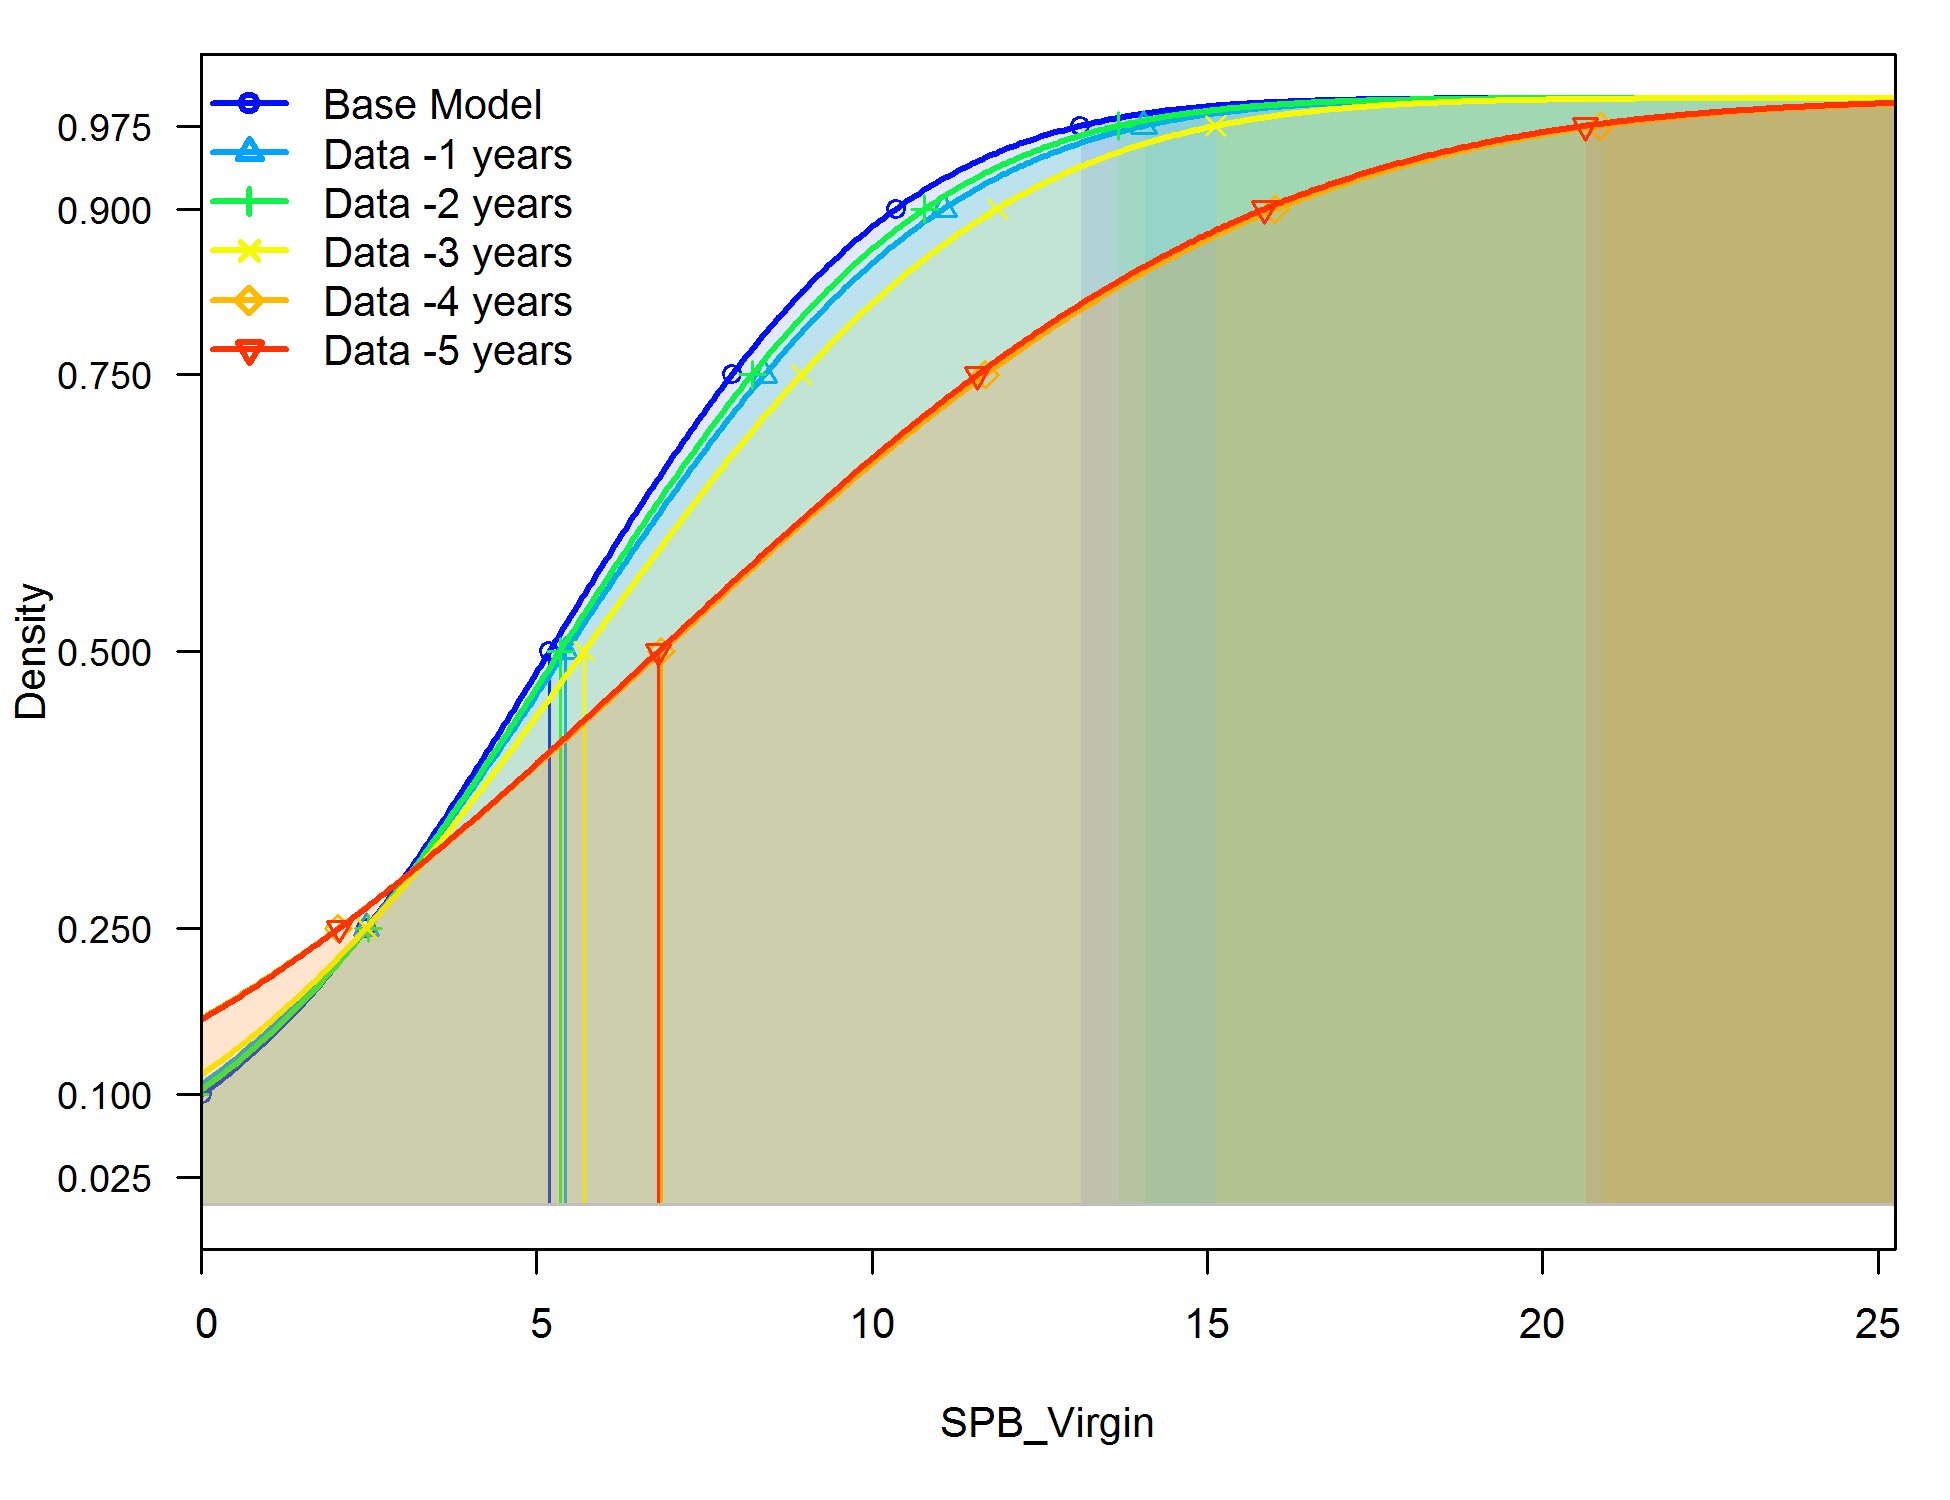 Base Model
Data -1 years
Data -2 years
Data -3 years
Data -4 years
Data -5 years
0.975
0.900
0.750
0.500
0.250
0.100
0.025
Density
0 5 10 15 20 25
SPB_Virgin